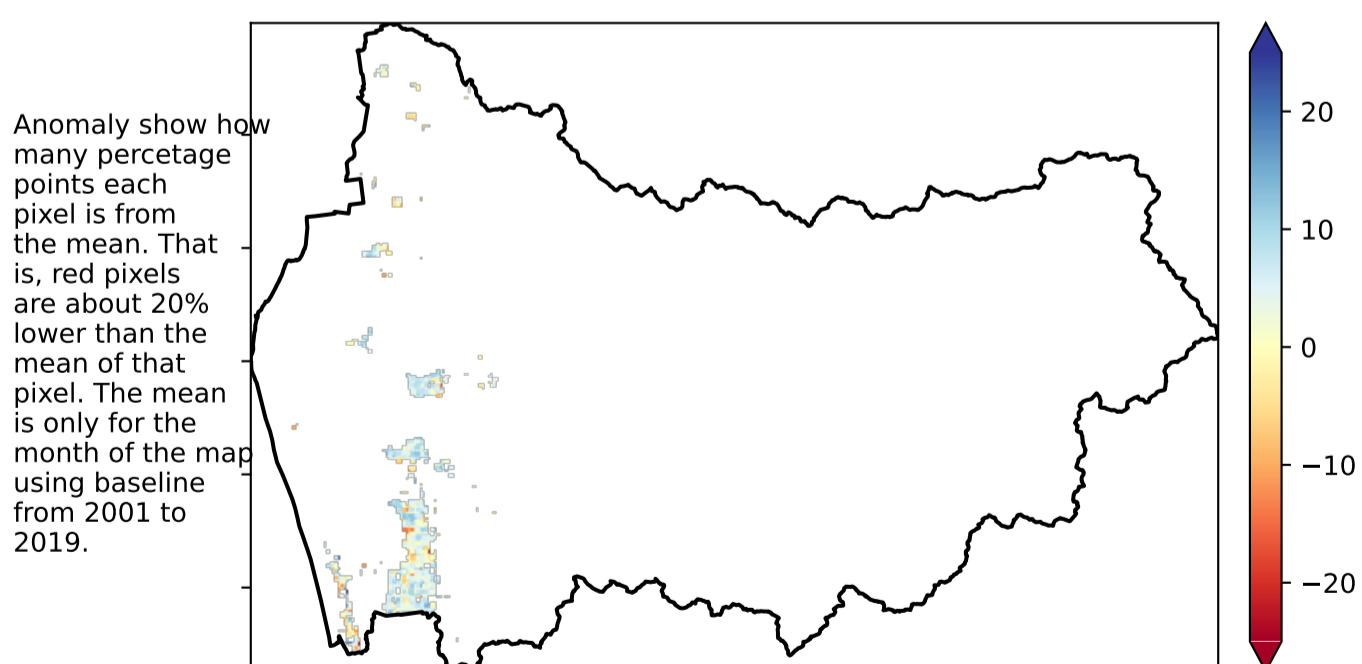 Anomaly show how
many percetage
points each
pixel is from
the mean. That
is, red pixels
are about 20%
lower than the
mean of that
pixel. The mean
is only for the
month of the map
using baseline
from 2001 to
2019.
20
10
0
−10
−20